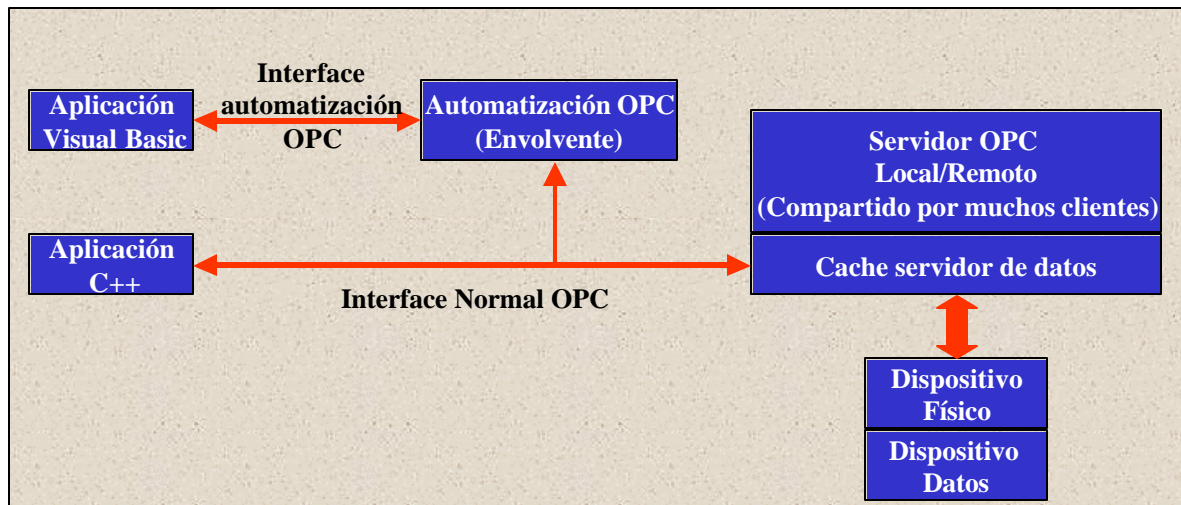 Interface
automatización
OPC
Aplicación
Visual Basic
Automatización OPC
(Envolvente)
Servidor OPC
Local/Remoto
(Compartido por muchos clientes)
Aplicación
C++
Cache servidor de datos
Interface Normal OPC
Dispositivo
Físico
Dispositivo
Datos